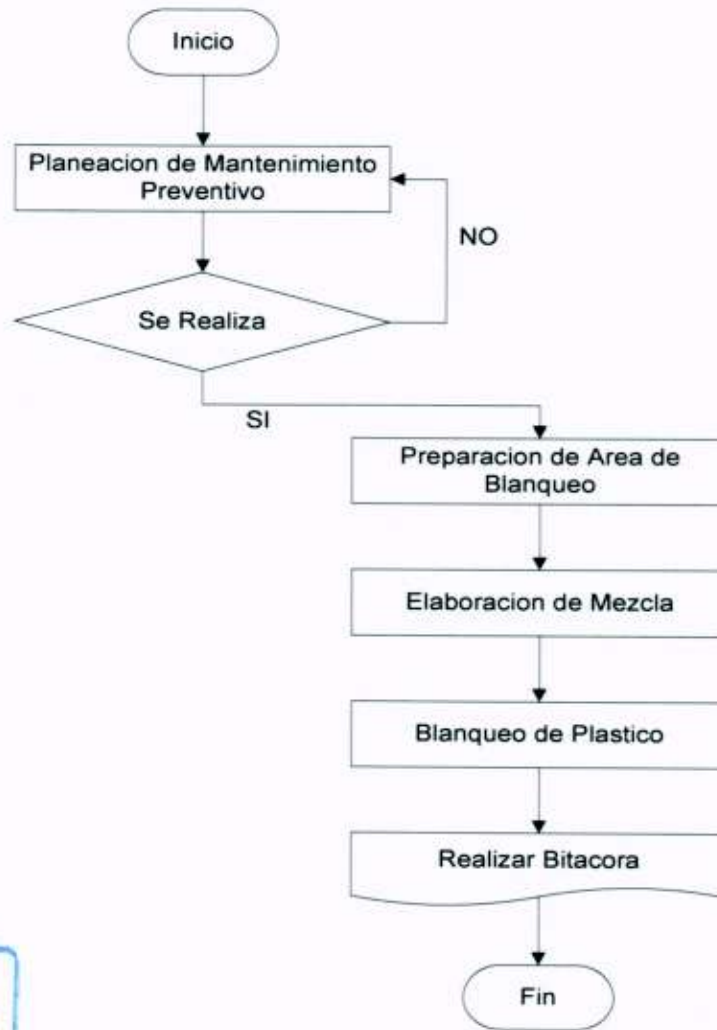 Inicio
Planeacion de Mantenimiento
Preventivo
NO
Se Realiza
SI
Preparacion de Area de
Blanqueo
Elaboracion de Mezcla
Blanqueo de Plastico
Realizar Bitacora
Fin